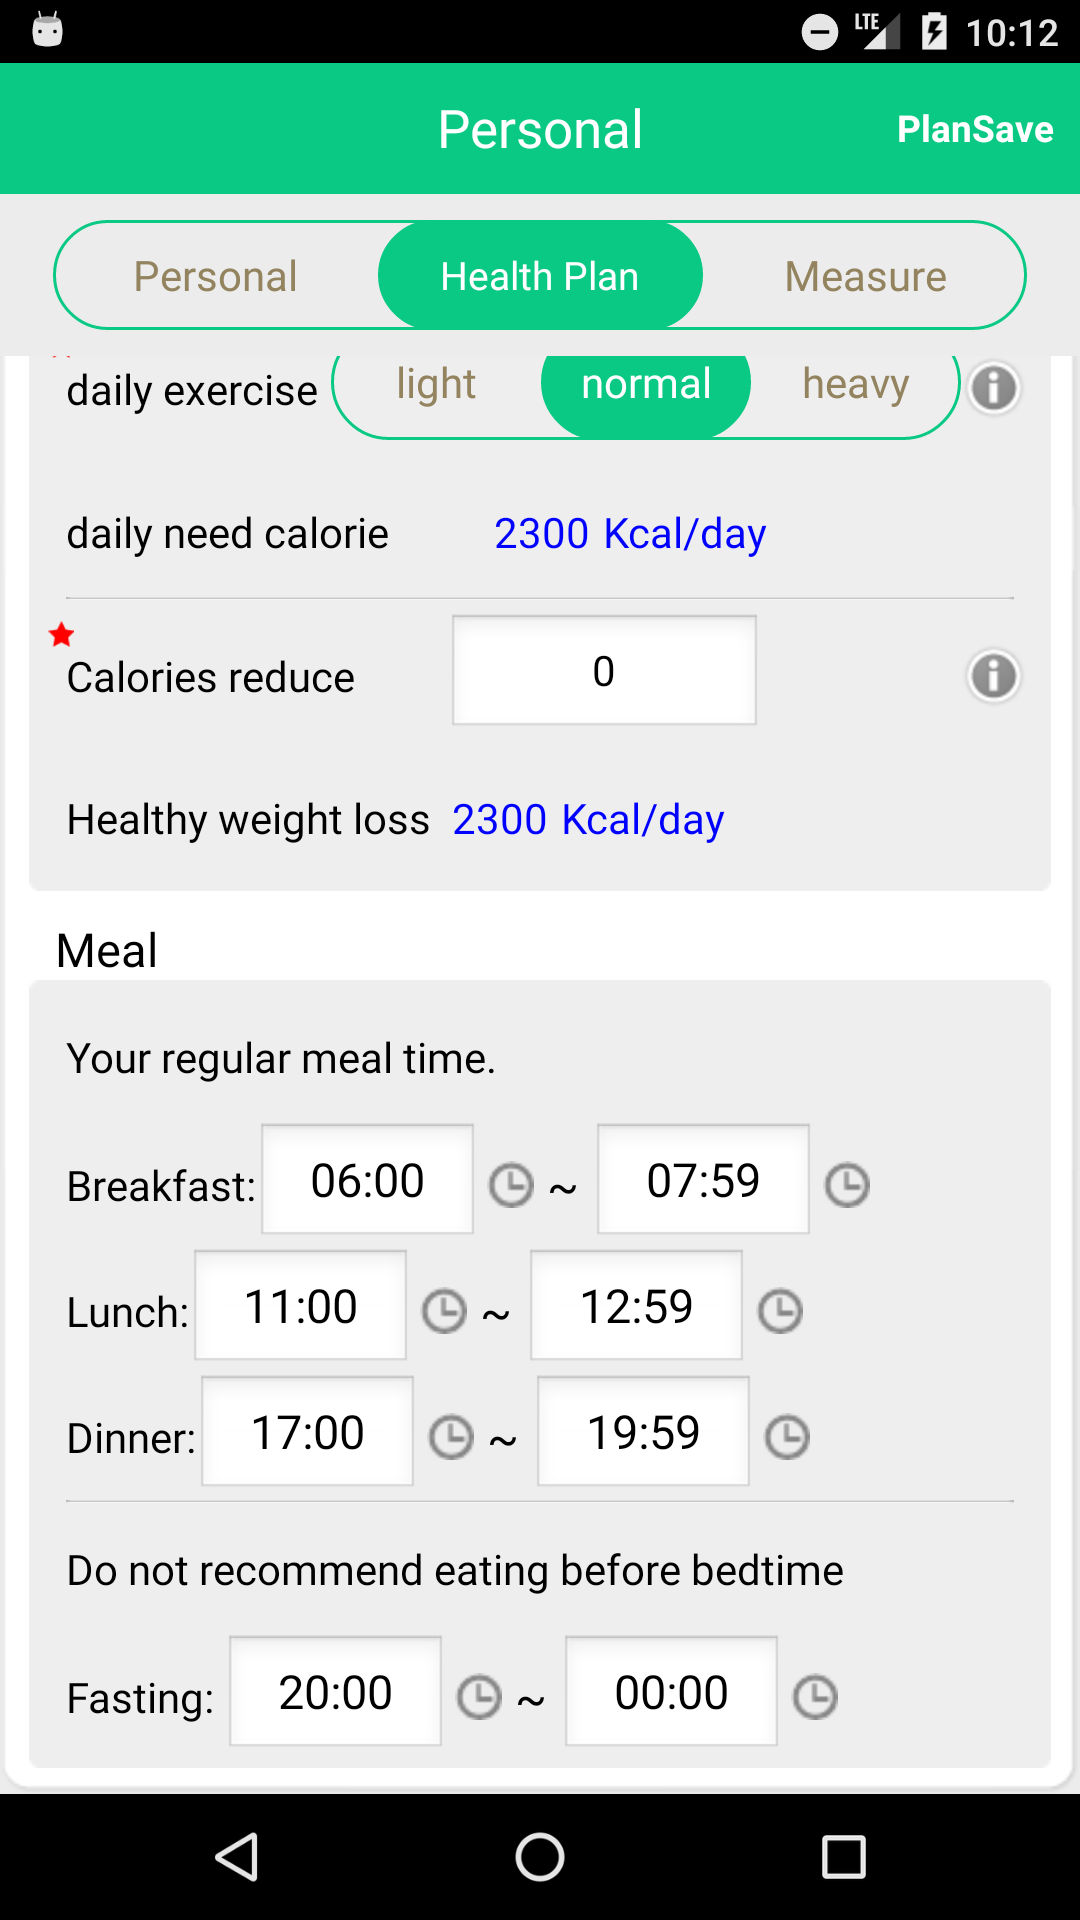 LTE 10:12
Personal PlanSave
Personal Health Plan Measure
daily exercise light normal heavy
daily need calorie 2300 Kcal/day
Calories reduce 0
Healthy weight loss 2300 Kcal/day
Meal
Your regular meal time.
Breakfast: 06:00 ~ 07:59
Lunch: 11:00 ~ 12:59
Dinner: 17:00 ~ 19:59
Do not recommend eating before bedtime
Fasting: 20:00 ~ 00:00